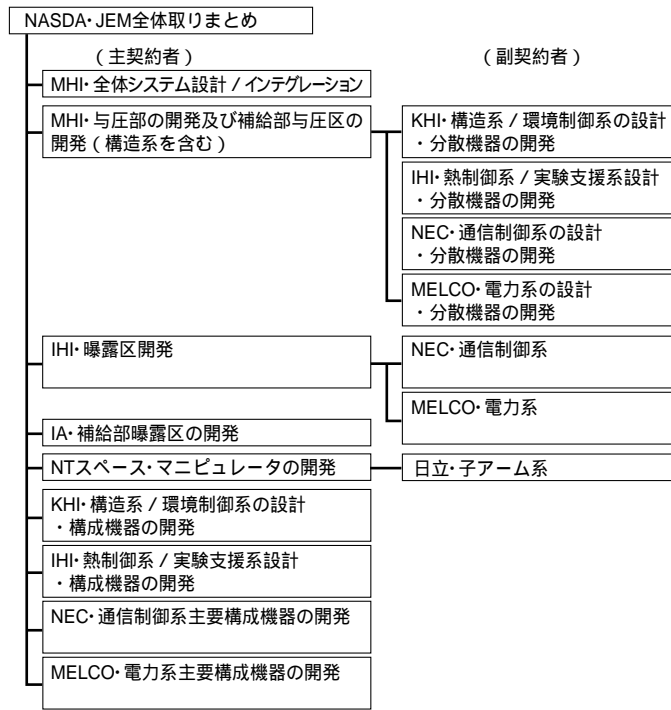 NASDA・JEM全体取りまとめ
(主契約者)
(副契約者)
MHI・全体システム設計/インテグレーション
MHI・与圧部の開発及び補給部与圧区の
開発(構造系を含む)
KHI・構造系/環境制御系の設計
・分散機器の開発
IHI・熱制御系/実験支援系設計
・分散機器の開発
NEC・通信制御系の設計
・分散機器の開発
MELCO・電力系の設計
・分散機器の開発
IHI・曝露区開発
NEC・通信制御系
MELCO・電力系
IA・補給部曝露区の開発
NTスペース・マニピュレータの開発
日立・子アーム系
KHI・構造系/環境制御系の設計
・構成機器の開発
IHI・熱制御系/実験支援系設計
・構成機器の開発
NEC・通信制御系主要構成機器の開発
MELCO・電力系主要構成機器の開発